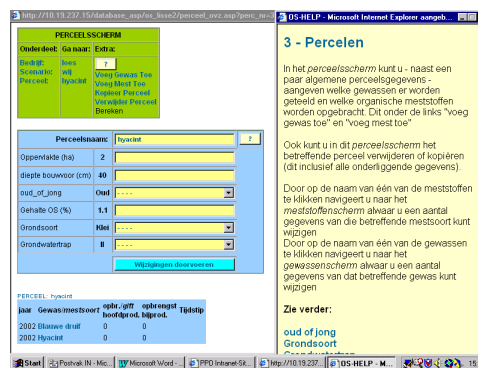 http://10.19.237.15/database_asp/os_lisse2/perceel_nvz.asp?perc_nr=
PERCEELSSCHERM
Onderdeel: Ga naar: Extra:
Bedrijf: loes ?
Scenario: wij Voeg Gewas Toe
Perceel: hyacint Voeg Mest Toe
Kopieer Perceel
Verwijder Perceel
Bereken
Perceelsnaam: hyacint ?
Oppervlakte (ha) 2
diepte bouwvoor (cm) 40
oud_of_jong Oud ----
Gehalte OS (%) 1.1
Grondsoort Klei ----
Grondwatertrap II ----
Wijzigingen doorvoeren
PERCEEL: hyacint
jaar Gewas/meststoort opbr./gift hoofdprod. opbrengst bijprod. Tijdstip
2002 Blauwe druif 0 0
2002 Hyacint 0 0
OS-HELP - Microsoft Internet Explorer aangeb...
3 - Percelen
In het perceelsscherm kunt u - naast een
paar algemene perceelsgegevens -
aangeven welke gewassen er worden
geteeld en welke organische meststoffen
worden opgebracht. Dit onder de links "voeg
gewas toe" en "voeg mest toe"
Ook kunt u in dit perceelsscherm het
betreffende perceel verwijderen of kopiëren
(dit inclusief alle onderliggende gegevens).
Door op de naam van één van de meststoffen
te klikken navigeert u naar het
meststoffenscherm alwaar u een aantal
gegevens van die betreffende mestsoort kunt
wijzigen
Door op de naam van één van de gewassen
te klikken navigeert u naar het
gewassenscherm alwaar u een aantal
gegevens van dat betreffende gewas kunt
wijzigen
Zie verder:
oud of jong
Grondsoort
Grondwatertrap
Start Postvak IN - Mic... Microsoft Word - ... PPO Intranet-Sit... http://10.19.237... OS-HELP - M... 15